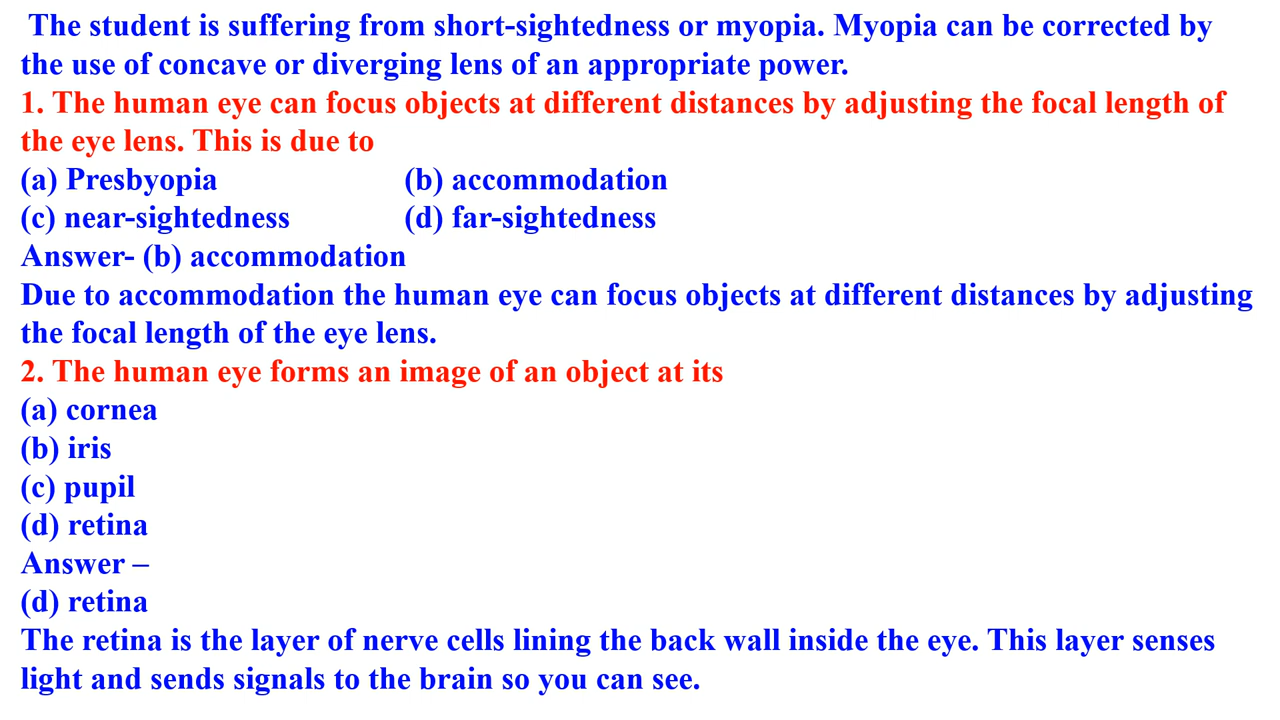 The student is suffering from short-sightedness or myopia. Myopia can be corrected by
the use of concave or diverging lens of an appropriate power.
1. The human eye can focus objects at different distances by adjusting the focal length of
the eye lens. This is due to
(a) Presbyopia (b) accommodation
(c) near-sightedness (d) far-sightedness
Answer- (b) accommodation
Due to accommodation the human eye can focus objects at different distances by adjusting
the focal length of the eye lens.
2. The human eye forms an image of an object at its
(a) cornea
(b) iris
(c) pupil
(d) retina
Answer –
(d) retina
The retina is the layer of nerve cells lining the back wall inside the eye. This layer senses
light and sends signals to the brain so you can see.